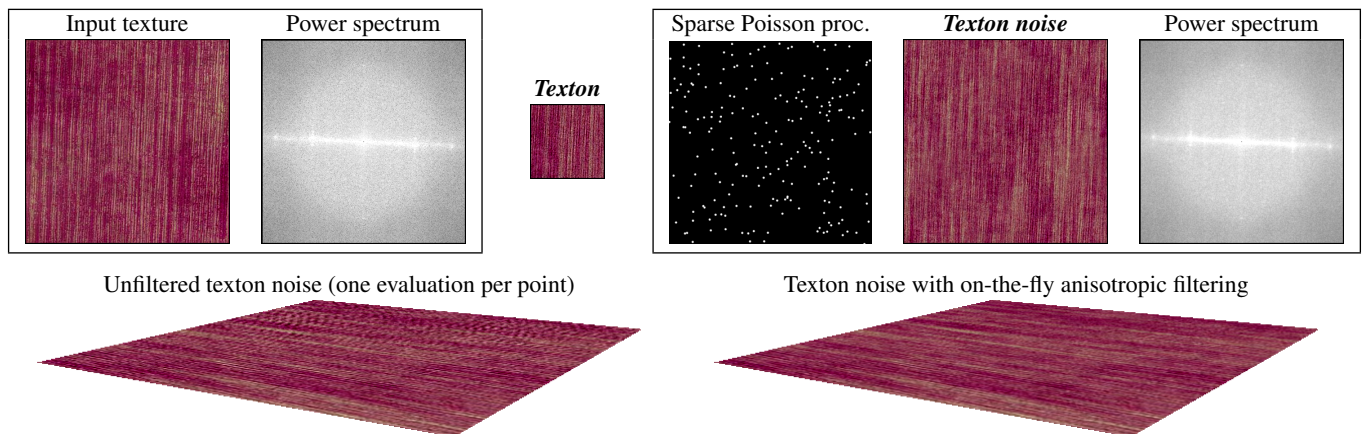 Input texture
Power spectrum
Texton
Sparse Poisson proc.
Texton noise
Power spectrum
Unfiltered texton noise (one evaluation per point)
Texton noise with on-the-fly anisotropic filtering